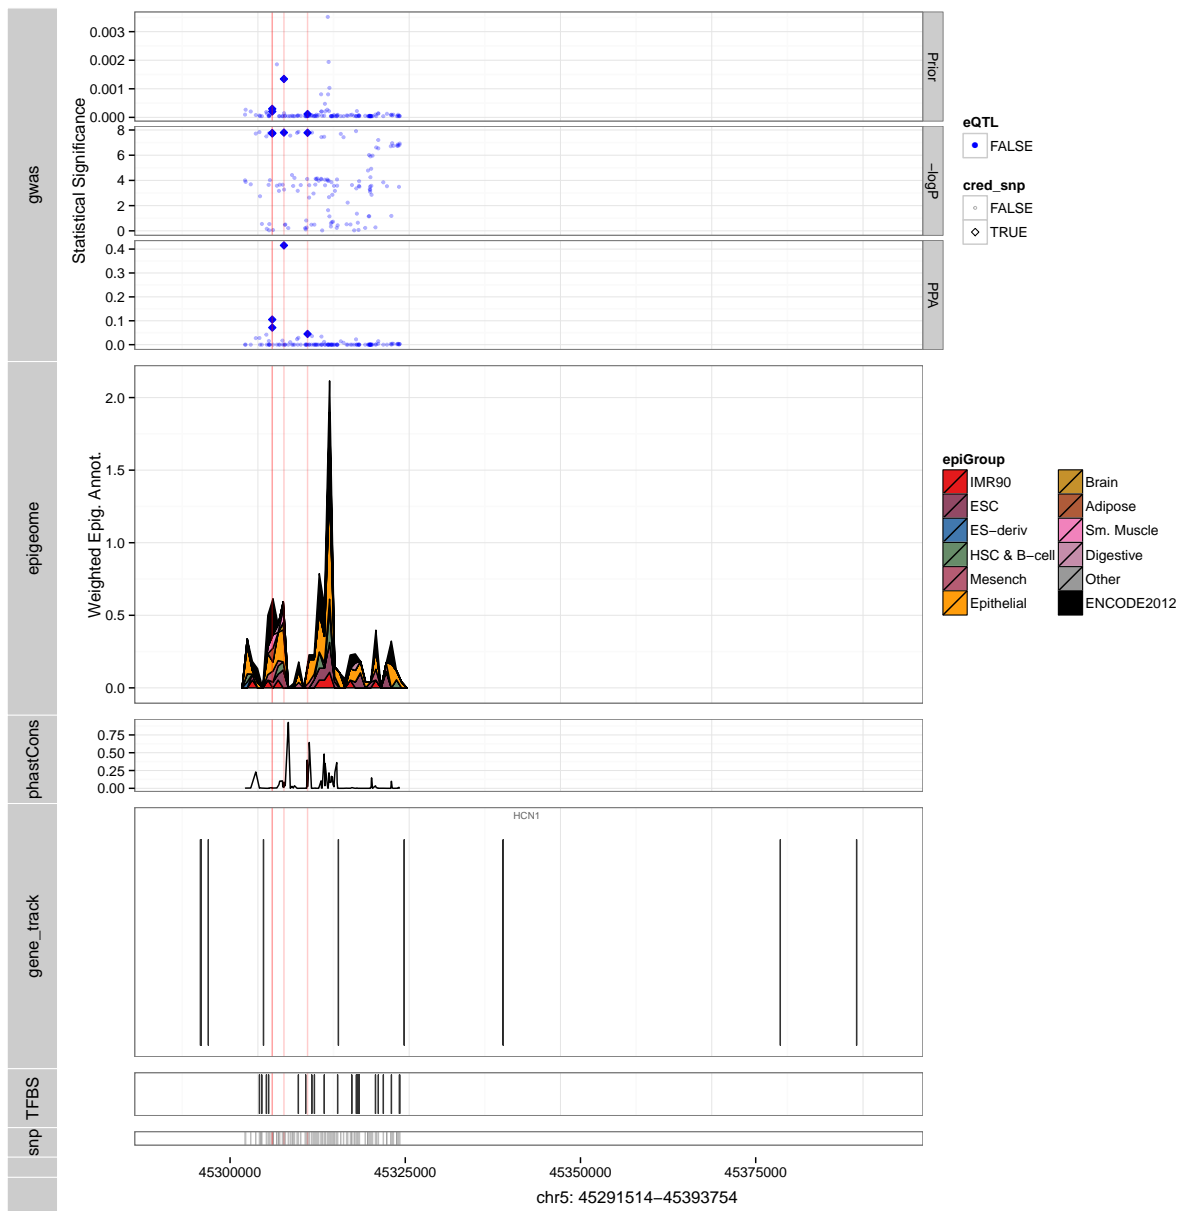 gwas
Statistical Significance
0.003
0.002
0.001
0.000
Prior
8
6
4
2
0
−logP
0.4
0.3
0.2
0.1
0.0
PPA
eQTL
FALSE
cred_snp
FALSE
TRUE
epigeome
Weighted Epig. Annot.
2.0
1.5
1.0
0.5
0.0
epiGroup
IMR90
ESC
ES−deriv
HSC & B−cell
Mesench
Epithelial
Brain
Adipose
Sm. Muscle
Digestive
Other
ENCODE2012
phastCons
0.75
0.50
0.25
0.00
gene_track
HCN1
TFBS
snp
45300000 45325000 45350000 45375000
chr5: 45291514−45393754